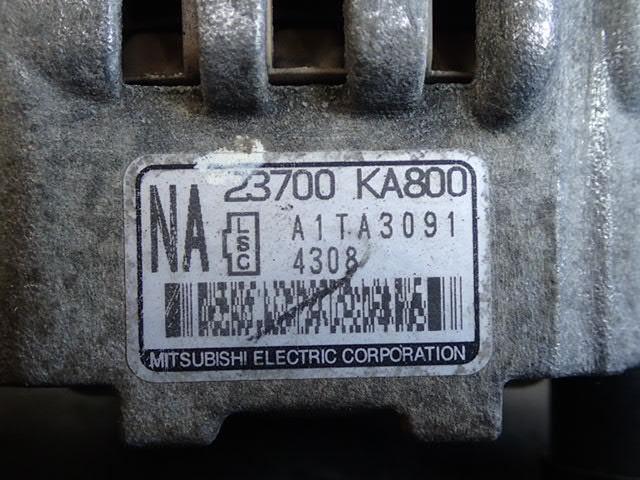 23700 KA800
NA
LSC
A1TA3091
4308
MITSUBISHI ELECTRIC CORPORATION